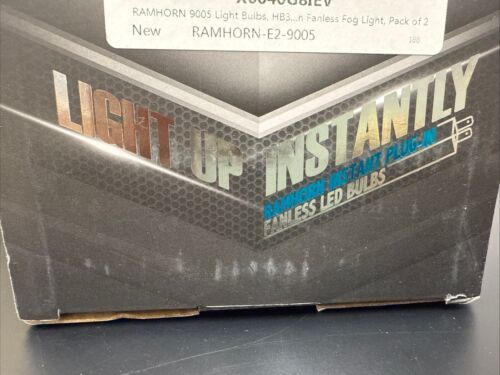 X0040G8IEV
RAMHORN 9005 Light Bulbs, HB3...n Fanless Fog Light, Pack of 2
New RAMHORN-E2-9005
LIGHT UP INSTANTLY
RAMHORN INSTANT PLUG-IN
FANLESS LED BULBS